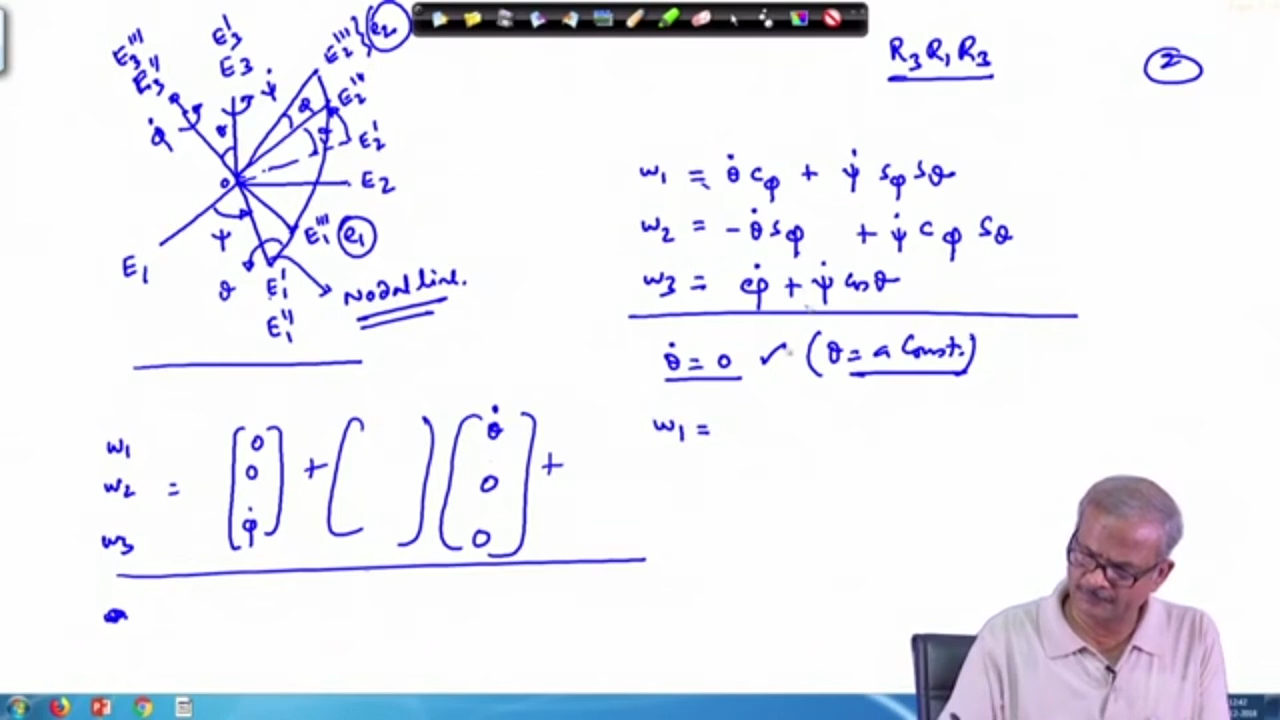 R₃R₁R₃
2
E₃''' E₃'' E₃' E₃ ψ̇ E₂''' } e₂
φ̇ φ E₂'' E₂'
E₂
o
E₁ ψ E₁''' e₁
θ E₁' E₁''
Nodal line.
ω₁ = θ̇ cφ + ψ̇ sφ sθ
ω₂ = -θ̇ sφ + ψ̇ cφ sθ
ω₃ = φ̇ + ψ̇ cosθ
θ̇ = 0 ✓ (θ = a const.)
ω₁ =
ω₁ 0 θ̇
ω₂ = 0 + 0 +
ω₃ φ̇ 0